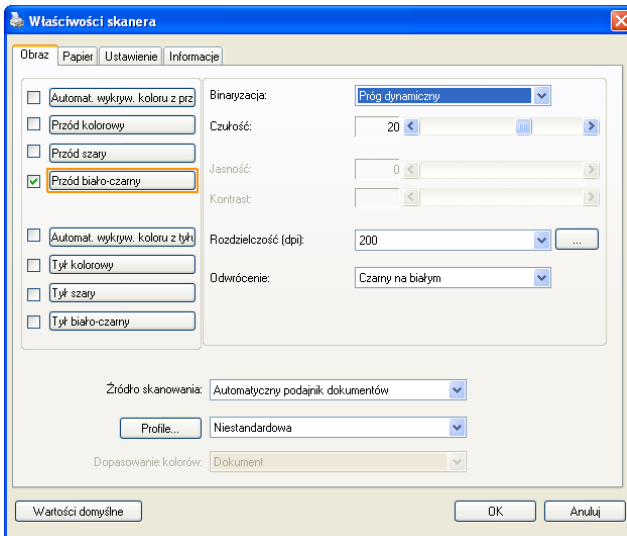 Właściwości skanera
Obraz Papier Ustawienie Informacje
Automat. wykryw. koloru z prz
Przód kolorowy
Przód szary
Przód biało-czarny
Automat. wykryw. koloru z tyłu
Tył kolorowy
Tył szary
Tył biało-czarny
Binaryzacja: Próg dynamiczny
Czułość: 20
Jasność: 0
Kontrast:
Rozdzielczość (dpi): 200 ...
Odwrócenie: Czarny na białym
Źródło skanowania: Automatyczny podajnik dokumentów
Profile... Niestandardowa
Dopasowanie kolorów: Dokument
Wartości domyślne OK Anuluj